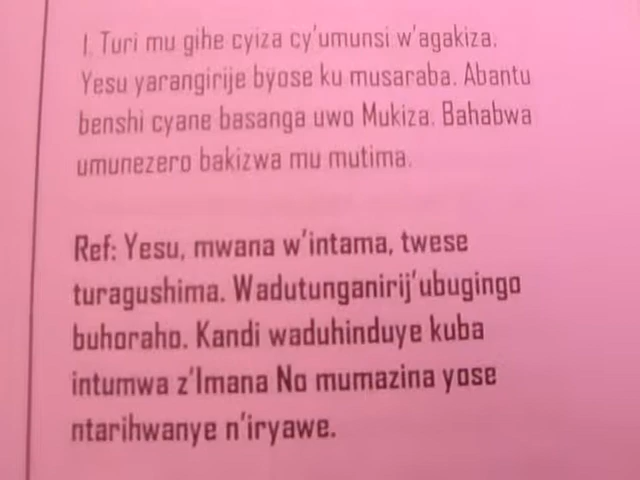 1. Turi mu gihe cyiza cy'umunsi w'agakiza.
Yesu yarangirije byose ku musaraba. Abantu
benshi cyane basanga uwo Mukiza. Bahabwa
umunezero bakizwa mu mutima.
Ref: Yesu, mwana w'intama, twese
turagushima. Wadutunganirij'ubugingo
buhoraho. Kandi waduhinduye kuba
intumwa z'Imana No mumazina yose
ntarihwanye n'iryawe.